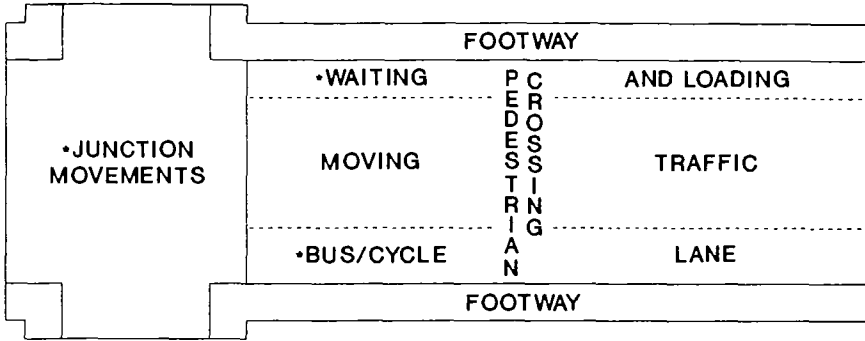 FOOTWAY
*WAITING AND LOADING
PEDESTRIAN
CROSSING
*JUNCTION
MOVEMENTS
MOVING TRAFFIC
*BUS/CYCLE LANE
FOOTWAY